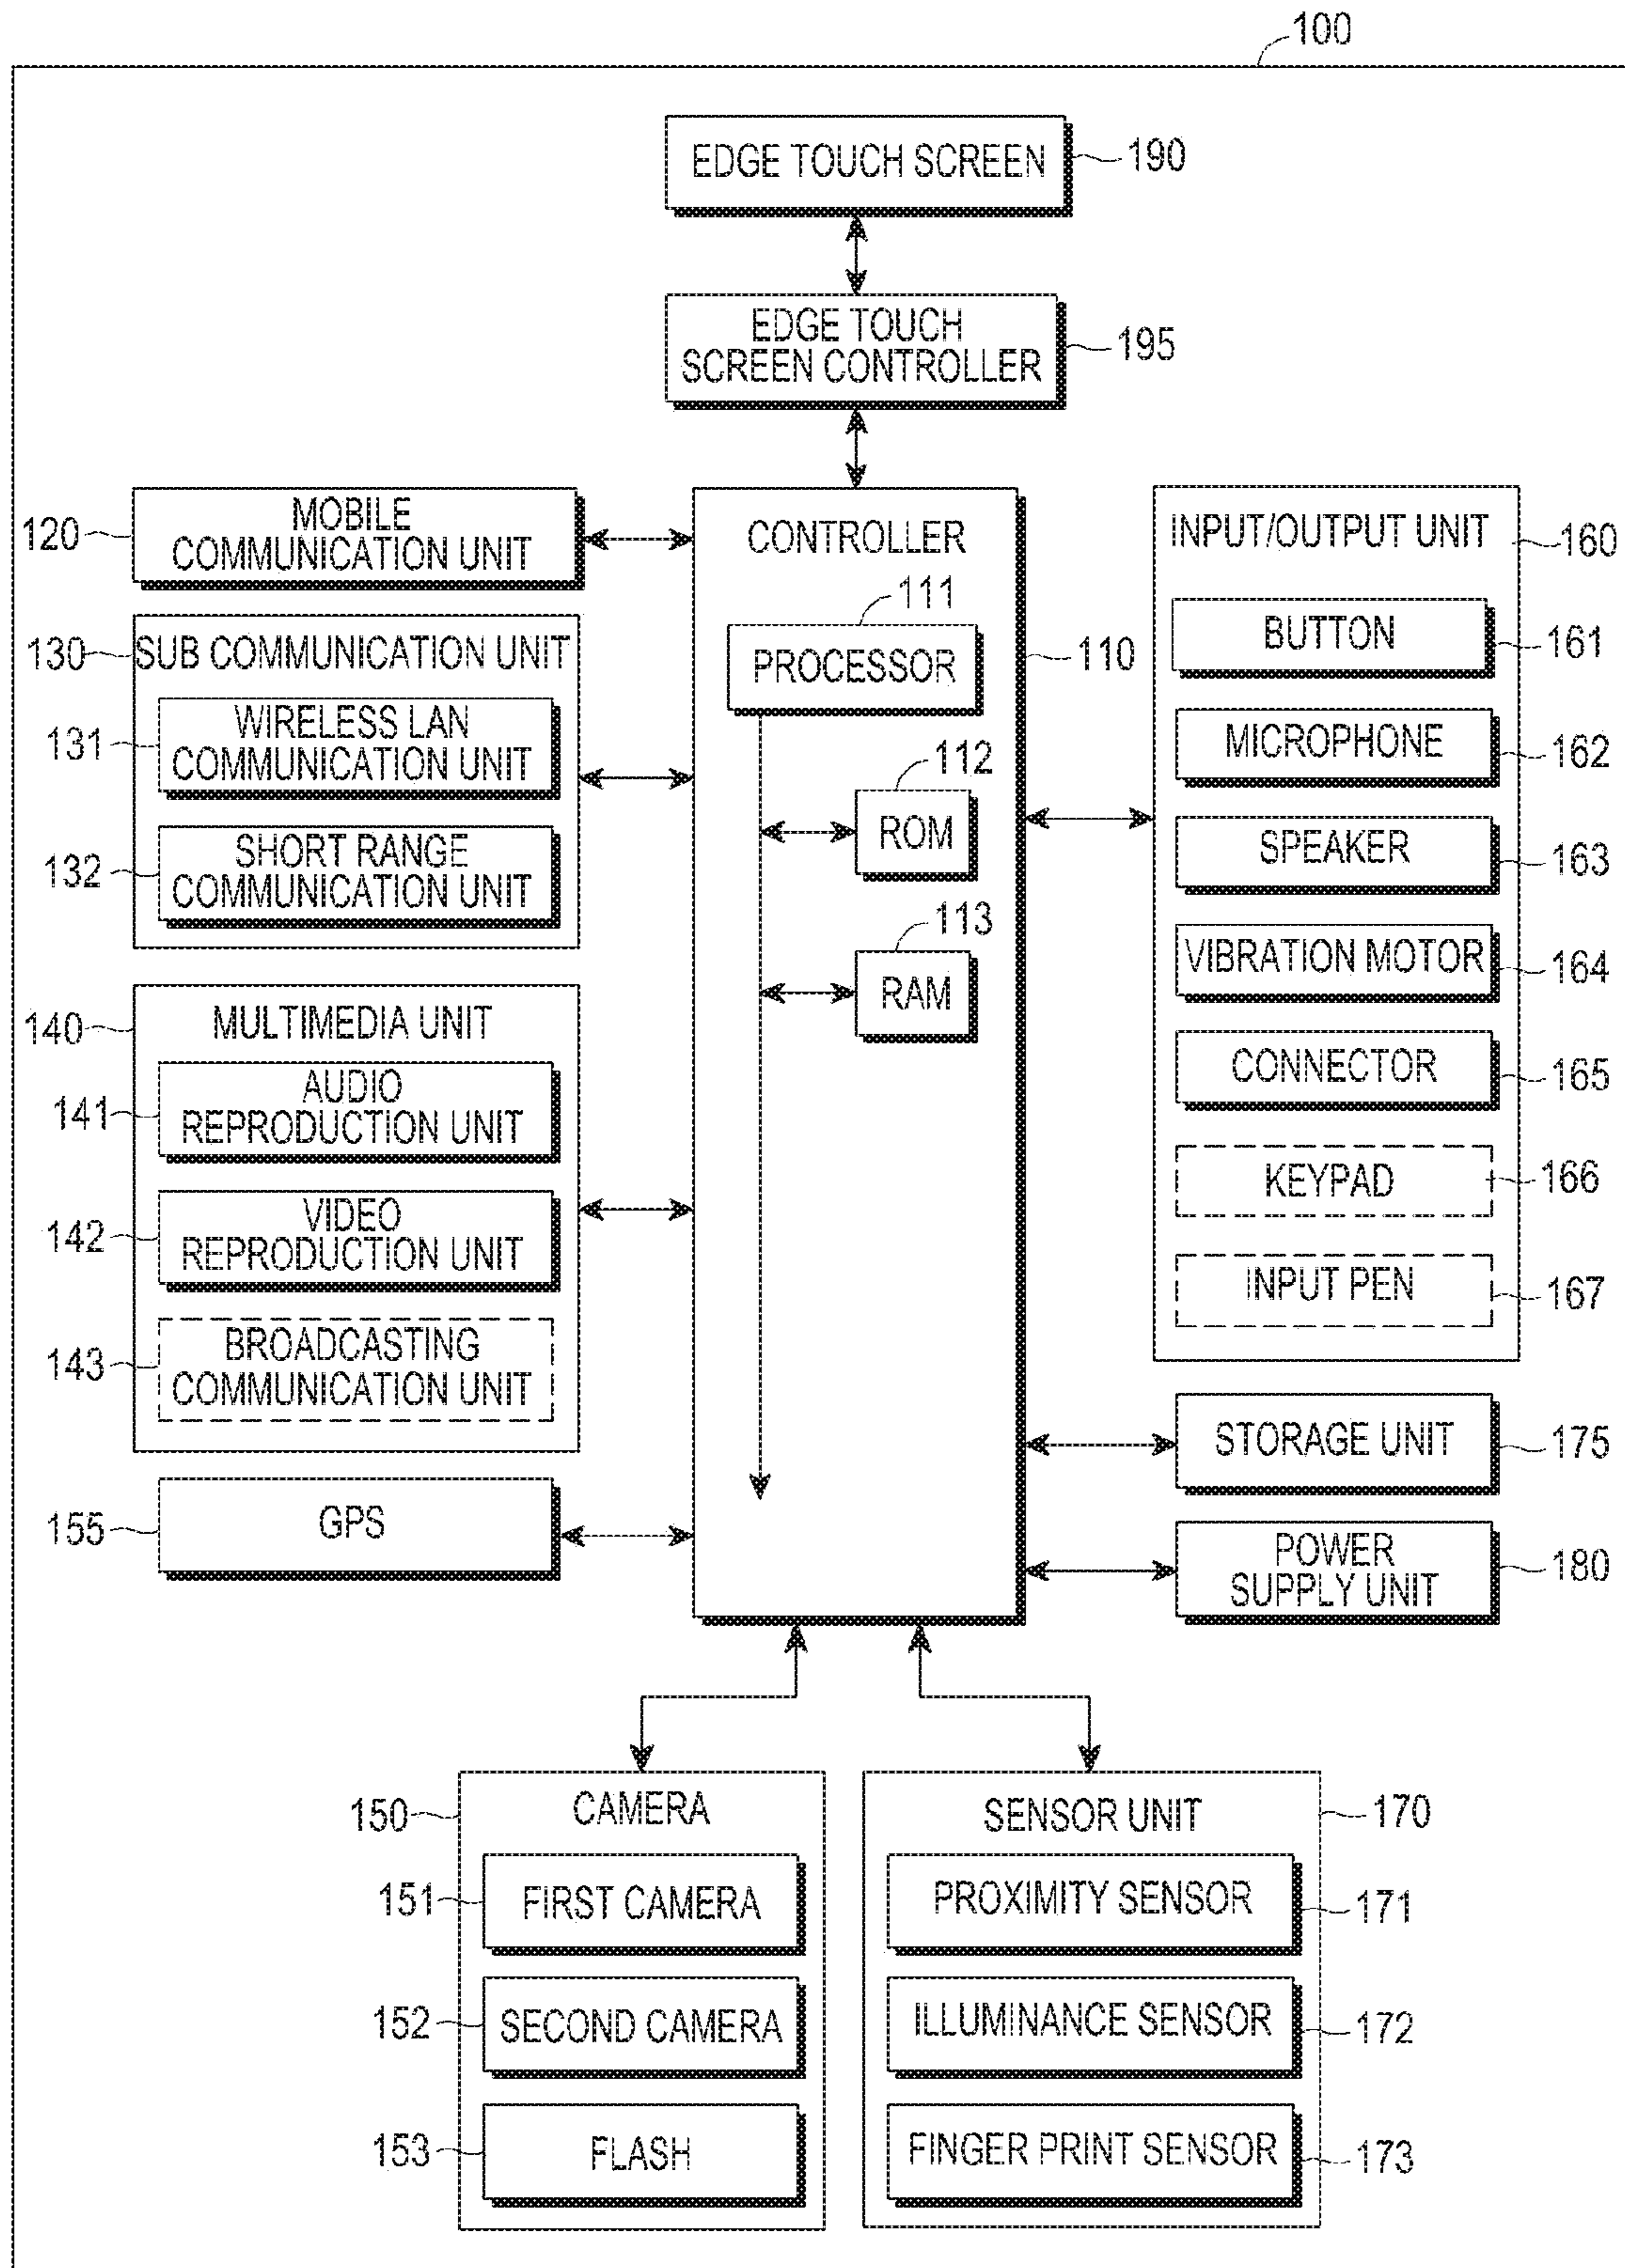 100
EDGE TOUCH SCREEN
190
EDGE TOUCH
SCREEN CONTROLLER
195
120
MOBILE
COMMUNICATION UNIT
130
SUB COMMUNICATION UNIT
131
WIRELESS LAN
COMMUNICATION UNIT
132
SHORT RANGE
COMMUNICATION UNIT
140
MULTIMEDIA UNIT
141
AUDIO
REPRODUCTION UNIT
142
VIDEO
REPRODUCTION UNIT
143
BROADCASTING
COMMUNICATION UNIT
155
GPS
CONTROLLER
110
111
PROCESSOR
112
ROM
113
RAM
INPUT/OUTPUT UNIT
160
BUTTON
161
MICROPHONE
162
SPEAKER
163
VIBRATION MOTOR
164
CONNECTOR
165
KEYPAD
166
INPUT PEN
167
STORAGE UNIT
175
POWER
SUPPLY UNIT
180
150
CAMERA
151
FIRST CAMERA
152
SECOND CAMERA
153
FLASH
SENSOR UNIT
170
PROXIMITY SENSOR
171
ILLUMINANCE SENSOR
172
FINGER PRINT SENSOR
173